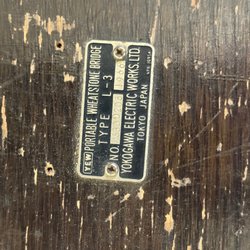 YEW PORTABLE WHEATSTONE BRIDGE
TYPE L-3
NO.
YOKOGAWA ELECTRIC WORKS, LTD.
TOKYO JAPAN